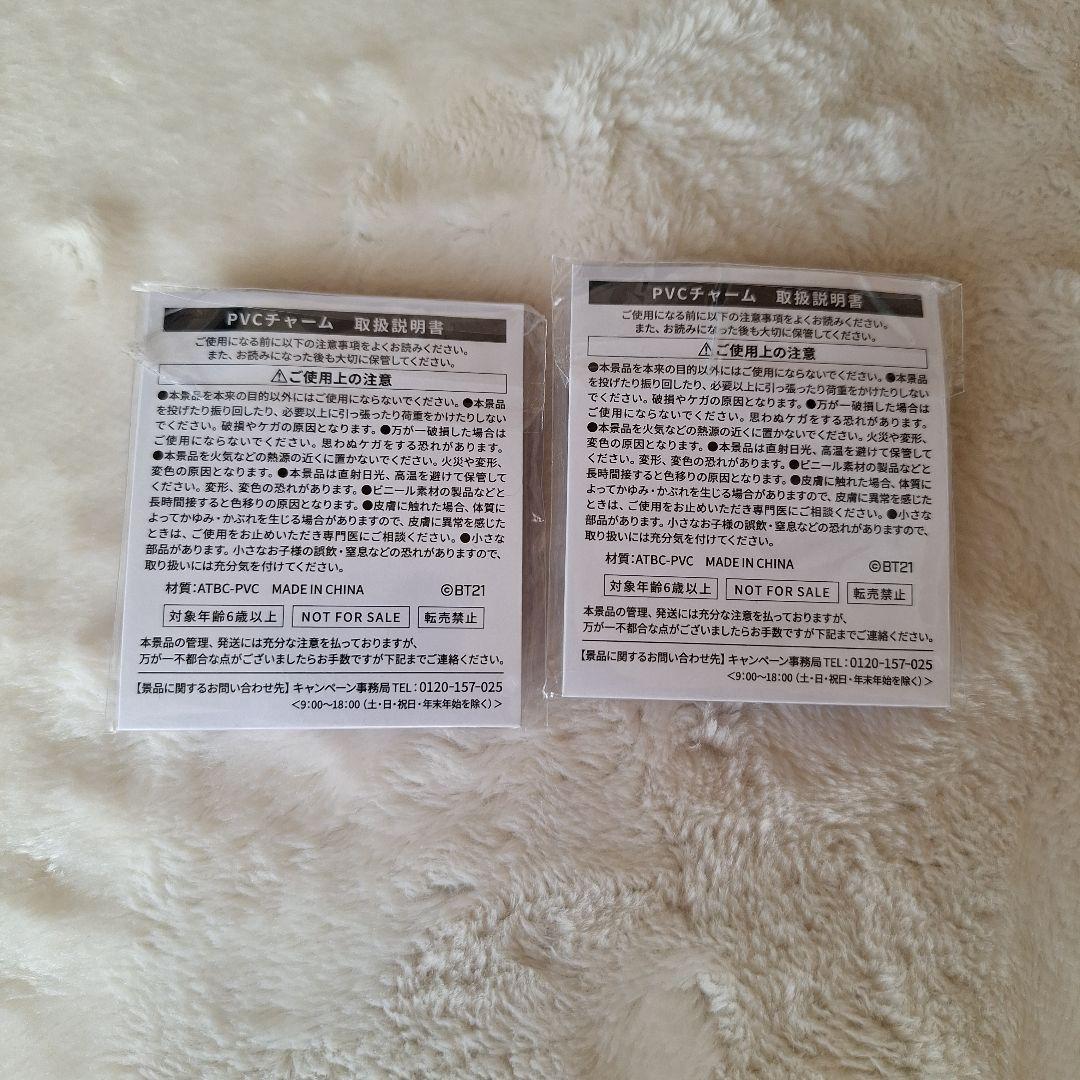 PVCチャーム 取扱説明書
ご使用になる前に以下の注意事項をよくお読みください。
また、お読みになった後も大切に保管してください。
⚠ご使用上の注意
●本景品を本来の目的以外にはご使用にならないでください。●本景品
を投げたり振り回したり、必要以上に引っ張ったり荷重をかけたりしない
でください。破損やケガの原因となります。●万が一破損した場合は
ご使用にならないでください。思わぬケガをする恐れがあります。
●本景品を火気などの熱源の近くに置かないでください。火災や変形、
変色の原因となります。●本景品は直射日光、高温を避けて保管して
ください。変形、変色の恐れがあります。●ビニール素材の製品などと
長時間接すると色移りの原因となります。●皮膚に触れた場合、体質に
よってかゆみ・かぶれを生じる場合がありますので、皮膚に異常を感じた
ときは、ご使用をお止めいただき専門医にご相談ください。●小さな
部品があります。小さなお子様の誤飲・窒息などの恐れがありますので、
取り扱いには充分気を付けてください。
材質：ATBC-PVC MADE IN CHINA ©BT21
対象年齢6歳以上 NOT FOR SALE 転売禁止
本景品の管理、発送には充分な注意を払っておりますが、
万が一不都合な点がございましたらお手数ですが下記までご連絡ください。
【景品に関するお問い合わせ先】キャンペーン事務局 TEL：0120-157-025
＜9:00〜18:00（土・日・祝日・年末年始を除く）＞
PVCチャーム 取扱説明書
ご使用になる前に以下の注意事項をよくお読みください。
また、お読みになった後も大切に保管してください。
⚠ご使用上の注意
●本景品を本来の目的以外にはご使用にならないでください。●本景品
を投げたり振り回したり、必要以上に引っ張ったり荷重をかけたりしない
でください。破損やケガの原因となります。●万が一破損した場合は
ご使用にならないでください。思わぬケガをする恐れがあります。
●本景品を火気などの熱源の近くに置かないでください。火災や変形、
変色の原因となります。●本景品は直射日光、高温を避けて保管して
ください。変形、変色の恐れがあります。●ビニール素材の製品などと
長時間接すると色移りの原因となります。●皮膚に触れた場合、体質に
よってかゆみ・かぶれを生じる場合がありますので、皮膚に異常を感じた
ときは、ご使用をお止めいただき専門医にご相談ください。●小さな
部品があります。小さなお子様の誤飲・窒息などの恐れがありますので、
取り扱いには充分気を付けてください。
材質：ATBC-PVC MADE IN CHINA ©BT21
対象年齢6歳以上 NOT FOR SALE 転売禁止
本景品の管理、発送には充分な注意を払っておりますが、
万が一不都合な点がございましたらお手数ですが下記までご連絡ください。
【景品に関するお問い合わせ先】キャンペーン事務局 TEL：0120-157-025
＜9:00〜18:00（土・日・祝日・年末年始を除く）＞